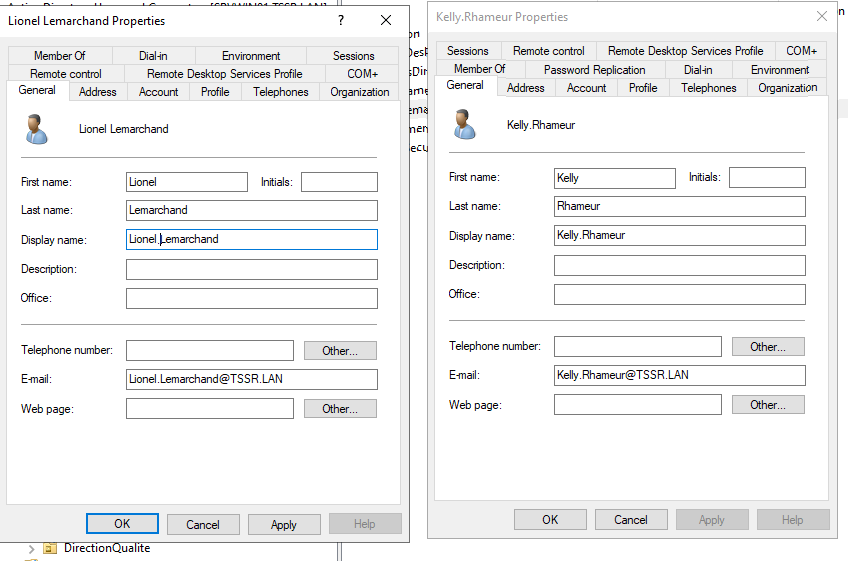 Lionel Lemarchand Properties
?
Member Of
Dial-in
Environment
Sessions
Remote control
Remote Desktop Services Profile
COM+
General
Address
Account
Profile
Telephones
Organization
Lionel Lemarchand
First name:
Lionel
Initials:
Last name:
Lemarchand
Display name:
Lionel.Lemarchand
Description:
Office:
Telephone number:
Other...
E-mail:
Lionel.Lemarchand@TSSR.LAN
Web page:
Other...
OK
Cancel
Apply
Help
DirectionQualite
Kelly.Rhameur Properties
Sessions
Remote control
Remote Desktop Services Profile
COM+
Member Of
Password Replication
Dial-in
Environment
General
Address
Account
Profile
Telephones
Organization
Kelly.Rhameur
First name:
Kelly
Initials:
Last name:
Rhameur
Display name:
Kelly.Rhameur
Description:
Office:
Telephone number:
Other...
E-mail:
Kelly.Rhameur@TSSR.LAN
Web page:
Other...
OK
Cancel
Apply
Help